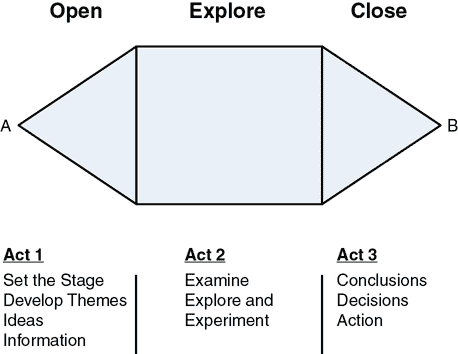 Open Explore Close
A B
Act 1
Set the Stage
Develop Themes
Ideas
Information
Act 2
Examine
Explore and
Experiment
Act 3
Conclusions
Decisions
Action